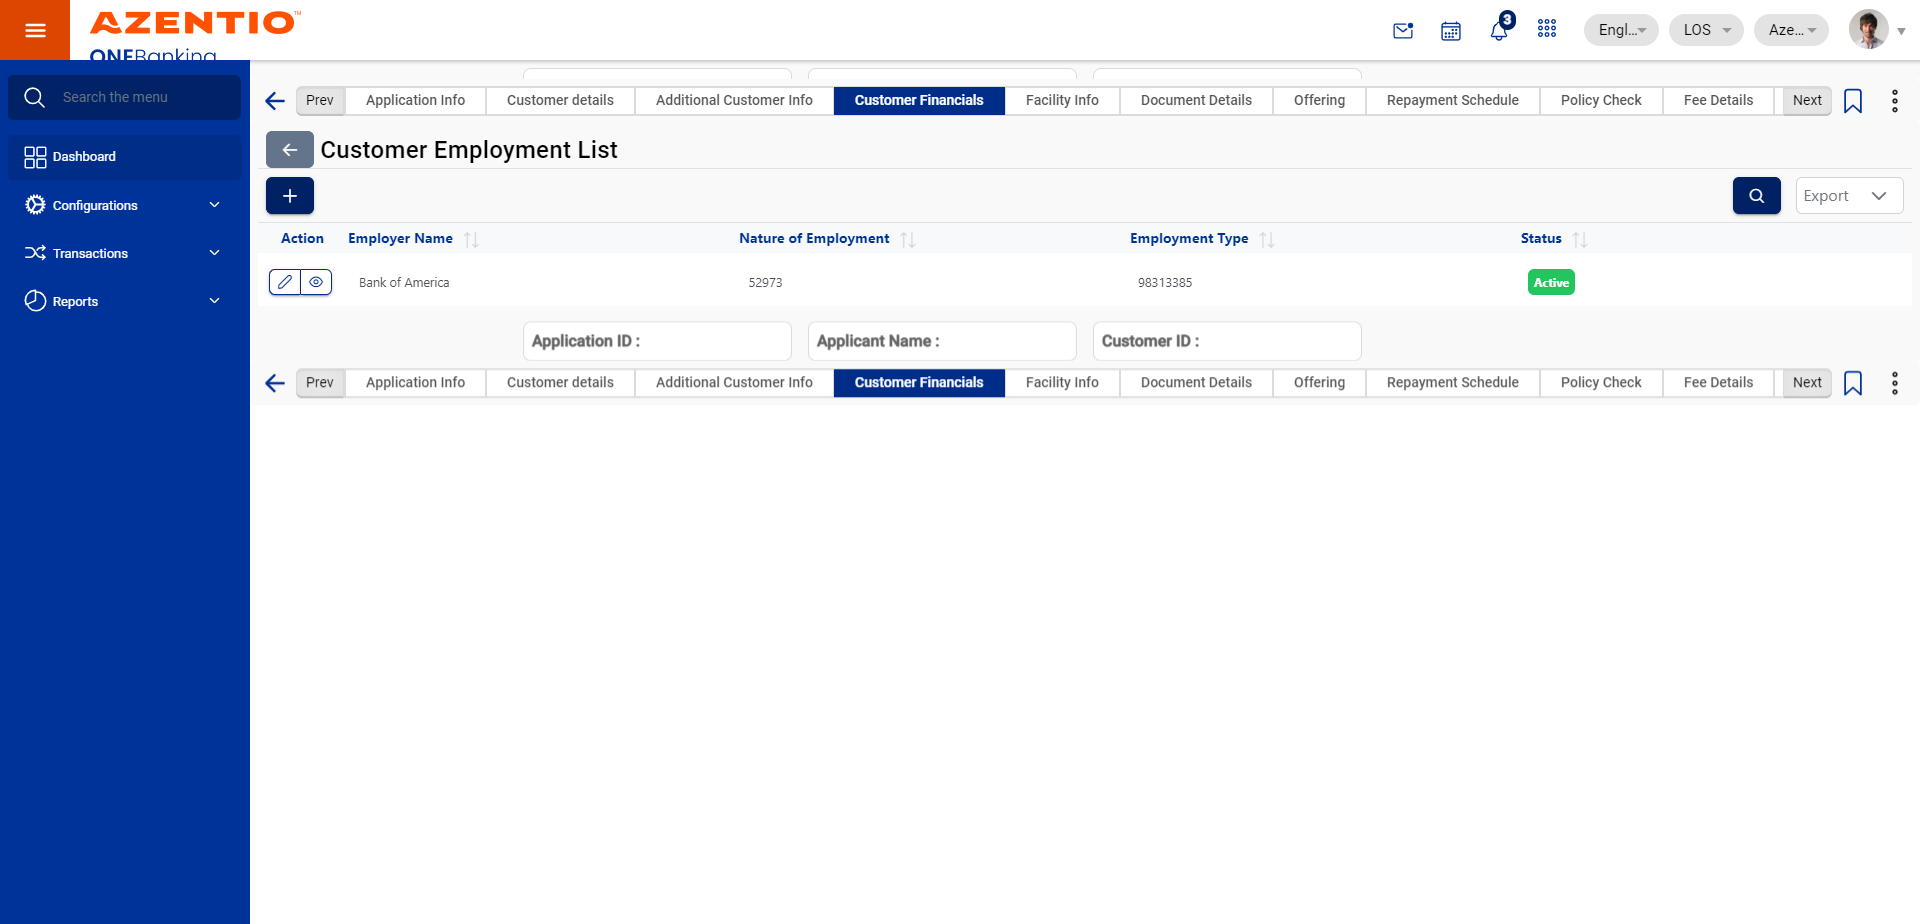 AZENTIO™
ONEBanking
3
Engl...
LOS
Aze...
Search the menu
Dashboard
Configurations
Transactions
Reports
Prev
Application Info
Customer details
Additional Customer Info
Customer Financials
Facility Info
Document Details
Offering
Repayment Schedule
Policy Check
Fee Details
Next
Customer Employment List
Export
Action
Employer Name
Nature of Employment
Employment Type
Status
Bank of America
52973
98313385
Active
Application ID :
Applicant Name :
Customer ID :
Prev
Application Info
Customer details
Additional Customer Info
Customer Financials
Facility Info
Document Details
Offering
Repayment Schedule
Policy Check
Fee Details
Next